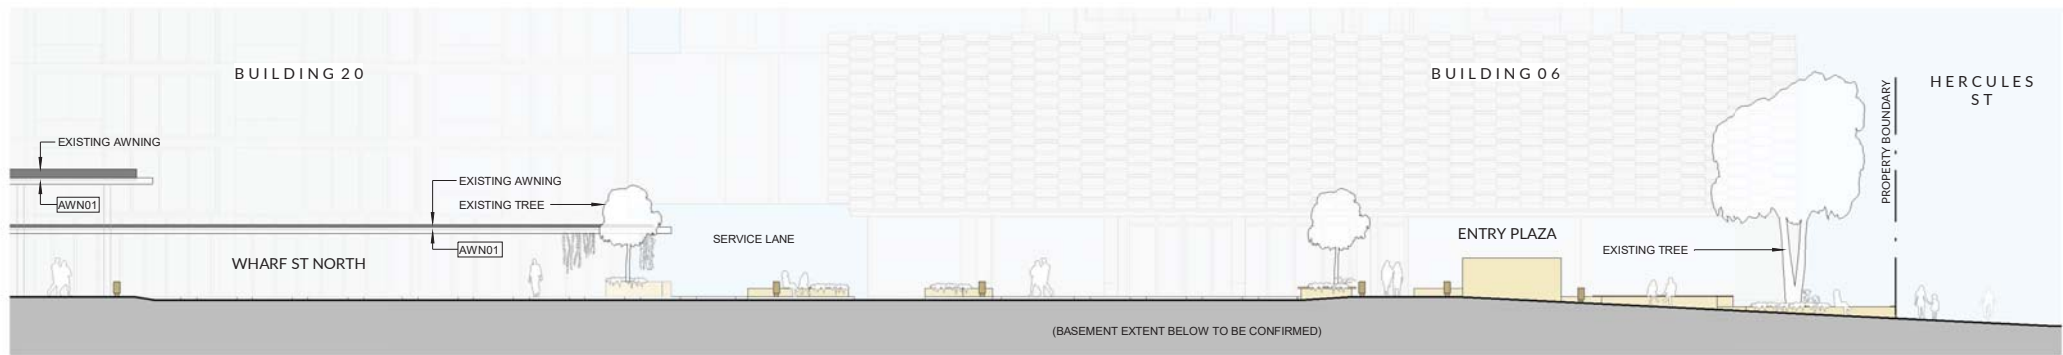 BUILDING 20
BUILDING 06
HERCULES
ST
PROPERTY BOUNDARY
EXISTING AWNING
AWN01
EXISTING AWNING
EXISTING TREE
AWN01
WHARF ST NORTH
SERVICE LANE
ENTRY PLAZA
EXISTING TREE
(BASEMENT EXTENT BELOW TO BE CONFIRMED)